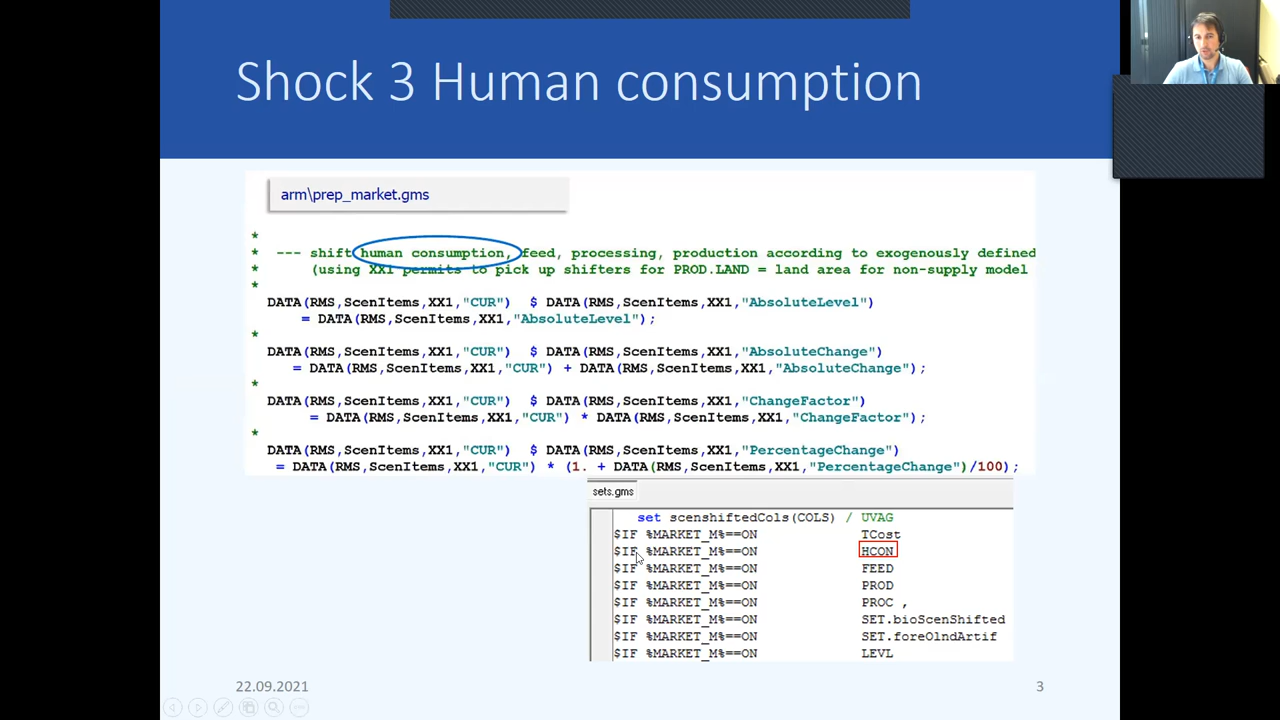 Shock 3 Human consumption
arm\prep_market.gms
*
* --- shift human consumption, feed, processing, production according to exogenously defined
* (using XX1 permits to pick up shifters for PROD.LAND = land area for non-supply model
*
DATA(RMS,ScenItems,XX1,"CUR") $ DATA(RMS,ScenItems,XX1,"AbsoluteLevel")
= DATA(RMS,ScenItems,XX1,"AbsoluteLevel");
*
DATA(RMS,ScenItems,XX1,"CUR") $ DATA(RMS,ScenItems,XX1,"AbsoluteChange")
= DATA(RMS,ScenItems,XX1,"CUR") + DATA(RMS,ScenItems,XX1,"AbsoluteChange");
*
DATA(RMS,ScenItems,XX1,"CUR") $ DATA(RMS,ScenItems,XX1,"ChangeFactor")
= DATA(RMS,ScenItems,XX1,"CUR") * DATA(RMS,ScenItems,XX1,"ChangeFactor");
*
DATA(RMS,ScenItems,XX1,"CUR") $ DATA(RMS,ScenItems,XX1,"PercentageChange")
= DATA(RMS,ScenItems,XX1,"CUR") * (1. + DATA(RMS,ScenItems,XX1,"PercentageChange")/100);
sets.gms
set scenshiftedCols(COLS) / UVAG
$IF %MARKET_M%==ON TCost
$IF %MARKET_M%==ON HCON
$IF %MARKET_M%==ON FEED
$IF %MARKET_M%==ON PROD
$IF %MARKET_M%==ON PROC ,
$IF %MARKET_M%==ON SET.bioScenShifted
$IF %MARKET_M%==ON SET.foreOlndArtif
$IF %MARKET_M%==ON LEVL
22.09.2021
3